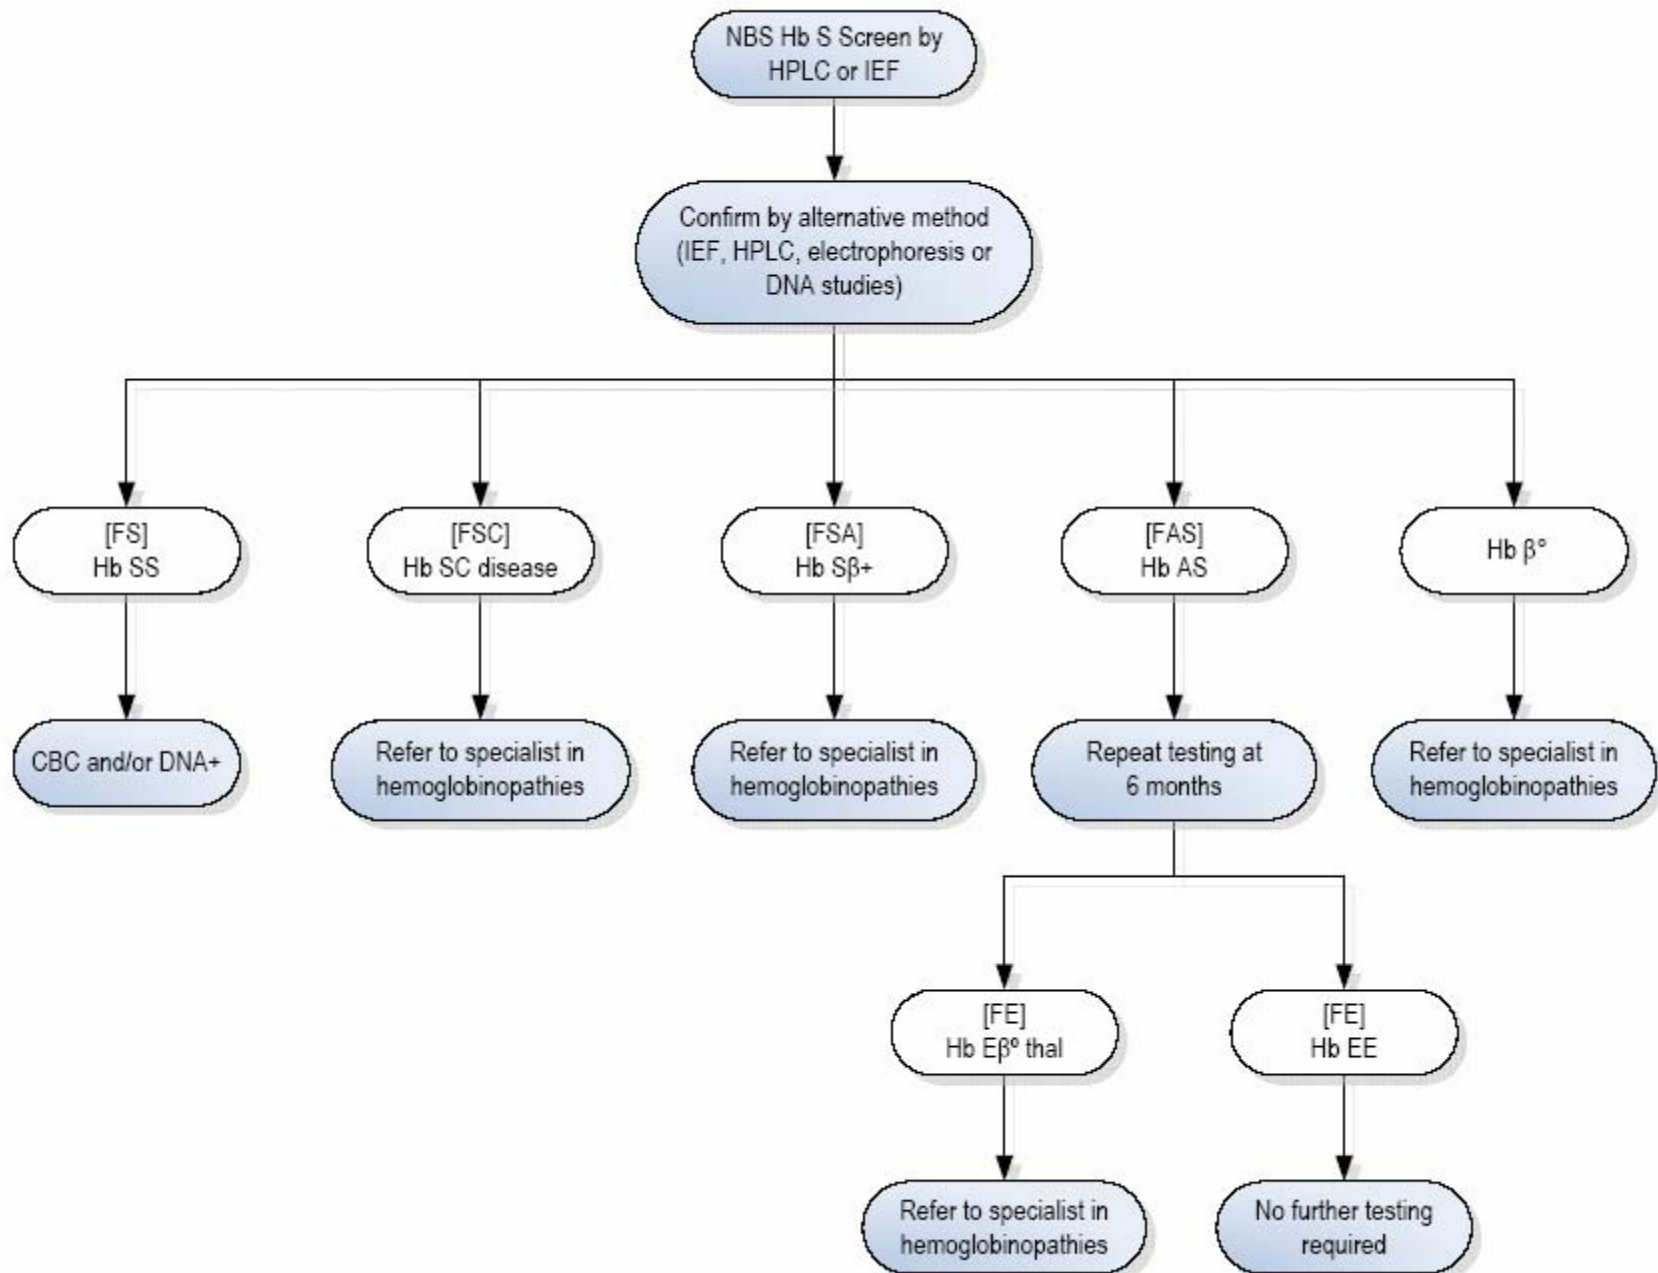 NBS Hb S Screen by
HPLC or IEF
Confirm by alternative method
(IEF, HPLC, electrophoresis or
DNA studies)
[FS]
Hb SS
[FSC]
Hb SC disease
[FSA]
Hb Sβ+
[FAS]
Hb AS
Hb β°
CBC and/or DNA+
Refer to specialist in
hemoglobinopathies
Refer to specialist in
hemoglobinopathies
Repeat testing at
6 months
Refer to specialist in
hemoglobinopathies
[FE]
Hb Eβº thal
[FE]
Hb EE
Refer to specialist in
hemoglobinopathies
No further testing
required